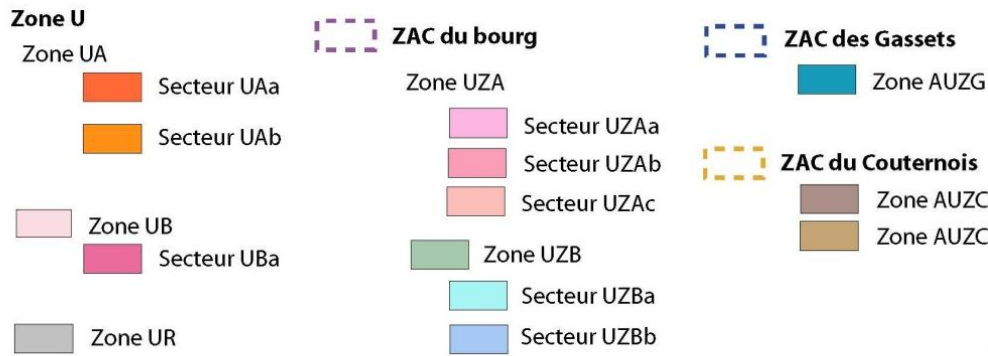 Zone U
Zone UA
Secteur UAa
Secteur UAb
Zone UB
Secteur UBa
Zone UR
ZAC du bourg
Zone UZA
Secteur UZAa
Secteur UZAb
Secteur UZAc
Zone UZB
Secteur UZBa
Secteur UZBb
ZAC des Gassets
Zone AUZG
ZAC du Couternois
Zone AUZC
Zone AUZC